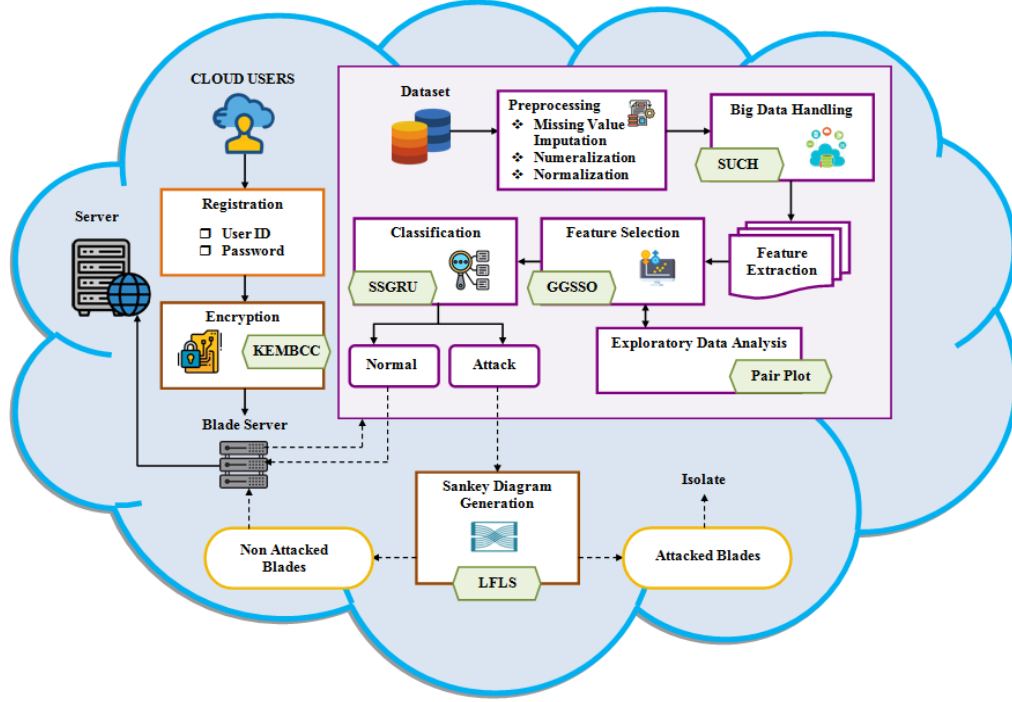 CLOUD USERS
Registration
❒ User ID
❒ Password
Server
Encryption
KEMBCC
Blade Server
Dataset
Preprocessing
❖ Missing Value
Imputation
❖ Numeralization
❖ Normalization
Big Data Handling
SUCH
Feature
Extraction
Feature Selection
GGSSO
Classification
SSGRU
Exploratory Data Analysis
Pair Plot
Normal
Attack
Sankey Diagram
Generation
LFLS
Non Attacked
Blades
Isolate
Attacked Blades